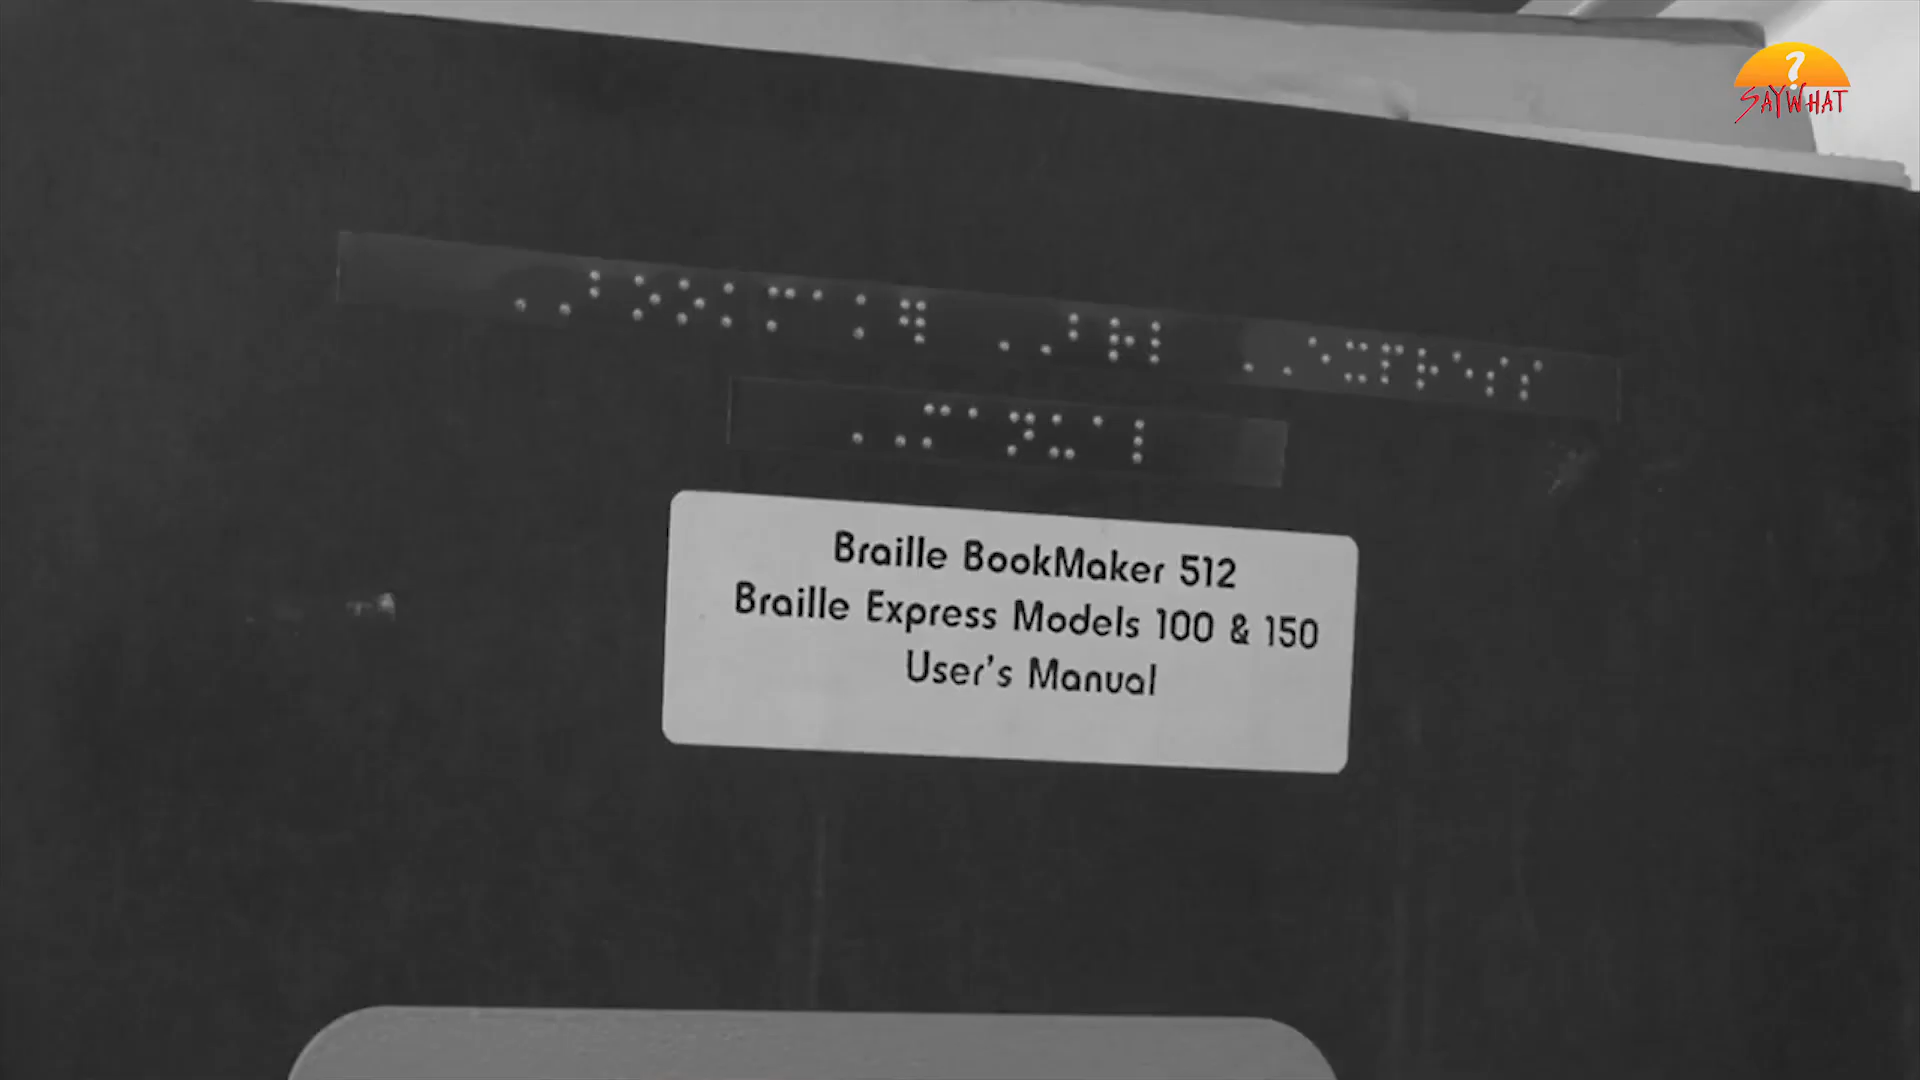 ⠠⠠⠃⠕⠕⠅⠍⠁⠅⠻ ⠠⠠⠃⠗⠇ ⠠⠠⠑⠭⠏⠗⠑⠎⠎
⠠⠠⠍⠁⠝⠥⠁⠇
Braille BookMaker 512
Braille Express Models 100 & 150
User's Manual
?
SAYWHAT